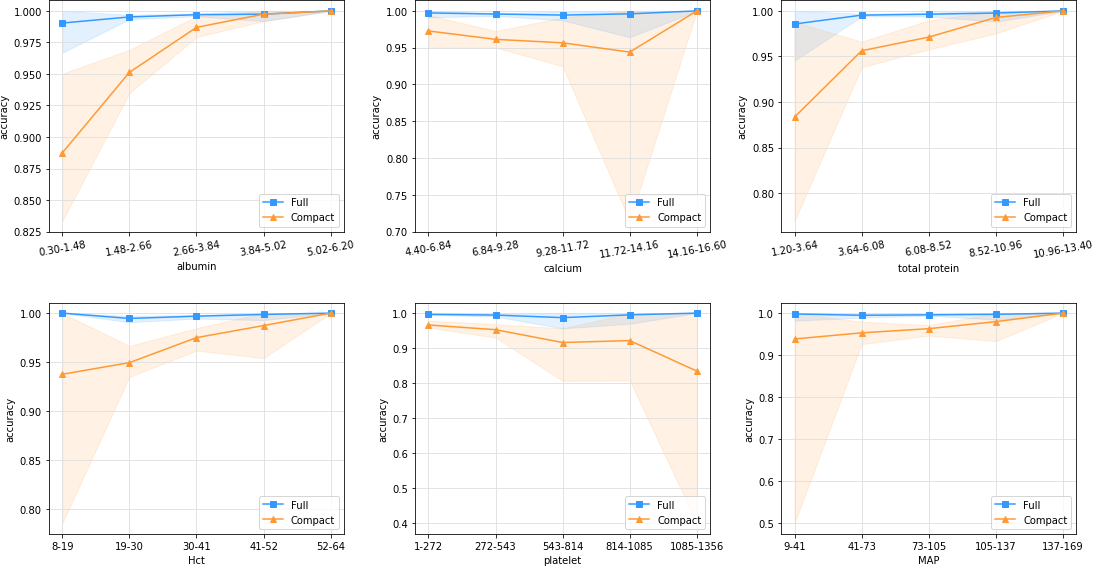 1.000
0.975
0.950
0.925
0.900
0.875
0.850
0.825
accuracy
0.30-1.48 1.48-2.66 2.66-3.84 3.84-5.02 5.02-6.20
albumin
Full
Compact
1.00
0.95
0.90
0.85
0.80
0.75
0.70
accuracy
4.40-6.84 6.84-9.28 9.28-11.72 11.72-14.16 14.16-16.60
calcium
Full
Compact
1.00
0.95
0.90
0.85
0.80
accuracy
1.20-3.64 3.64-6.08 6.08-8.52 8.52-10.96 10.96-13.40
total protein
Full
Compact
1.00
0.95
0.90
0.85
0.80
accuracy
8-19 19-30 30-41 41-52 52-64
Hct
Full
Compact
1.0
0.9
0.8
0.7
0.6
0.5
0.4
accuracy
1-272 272-543 543-814 814-1085 1085-1356
platelet
Full
Compact
1.0
0.9
0.8
0.7
0.6
0.5
accuracy
9-41 41-73 73-105 105-137 137-169
MAP
Full
Compact